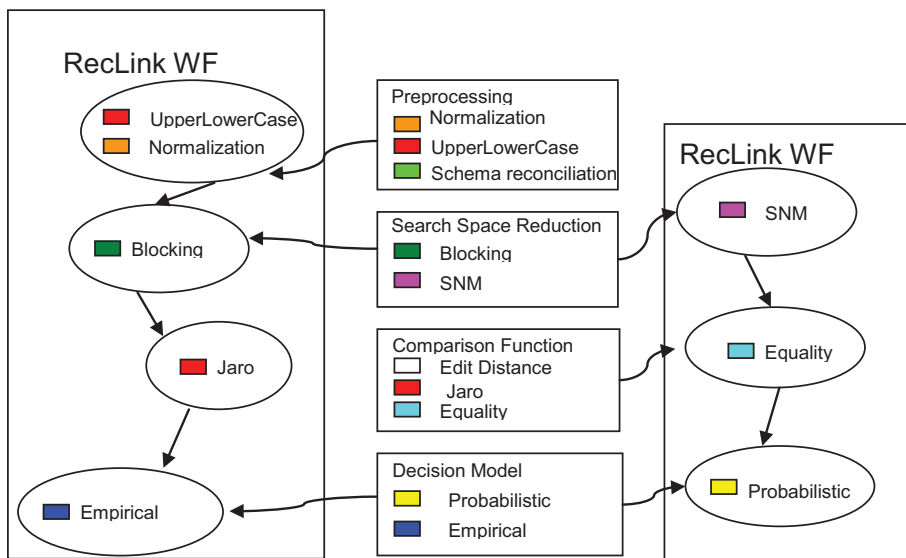 RecLink WF
UpperLowerCase
Normalization
Blocking
Jaro
Empirical
Preprocessing
Normalization
UpperLowerCase
Schema reconciliation
Search Space Reduction
Blocking
SNM
Comparison Function
Edit Distance
Jaro
Equality
Decision Model
Probabilistic
Empirical
RecLink WF
SNM
Equality
Probabilistic